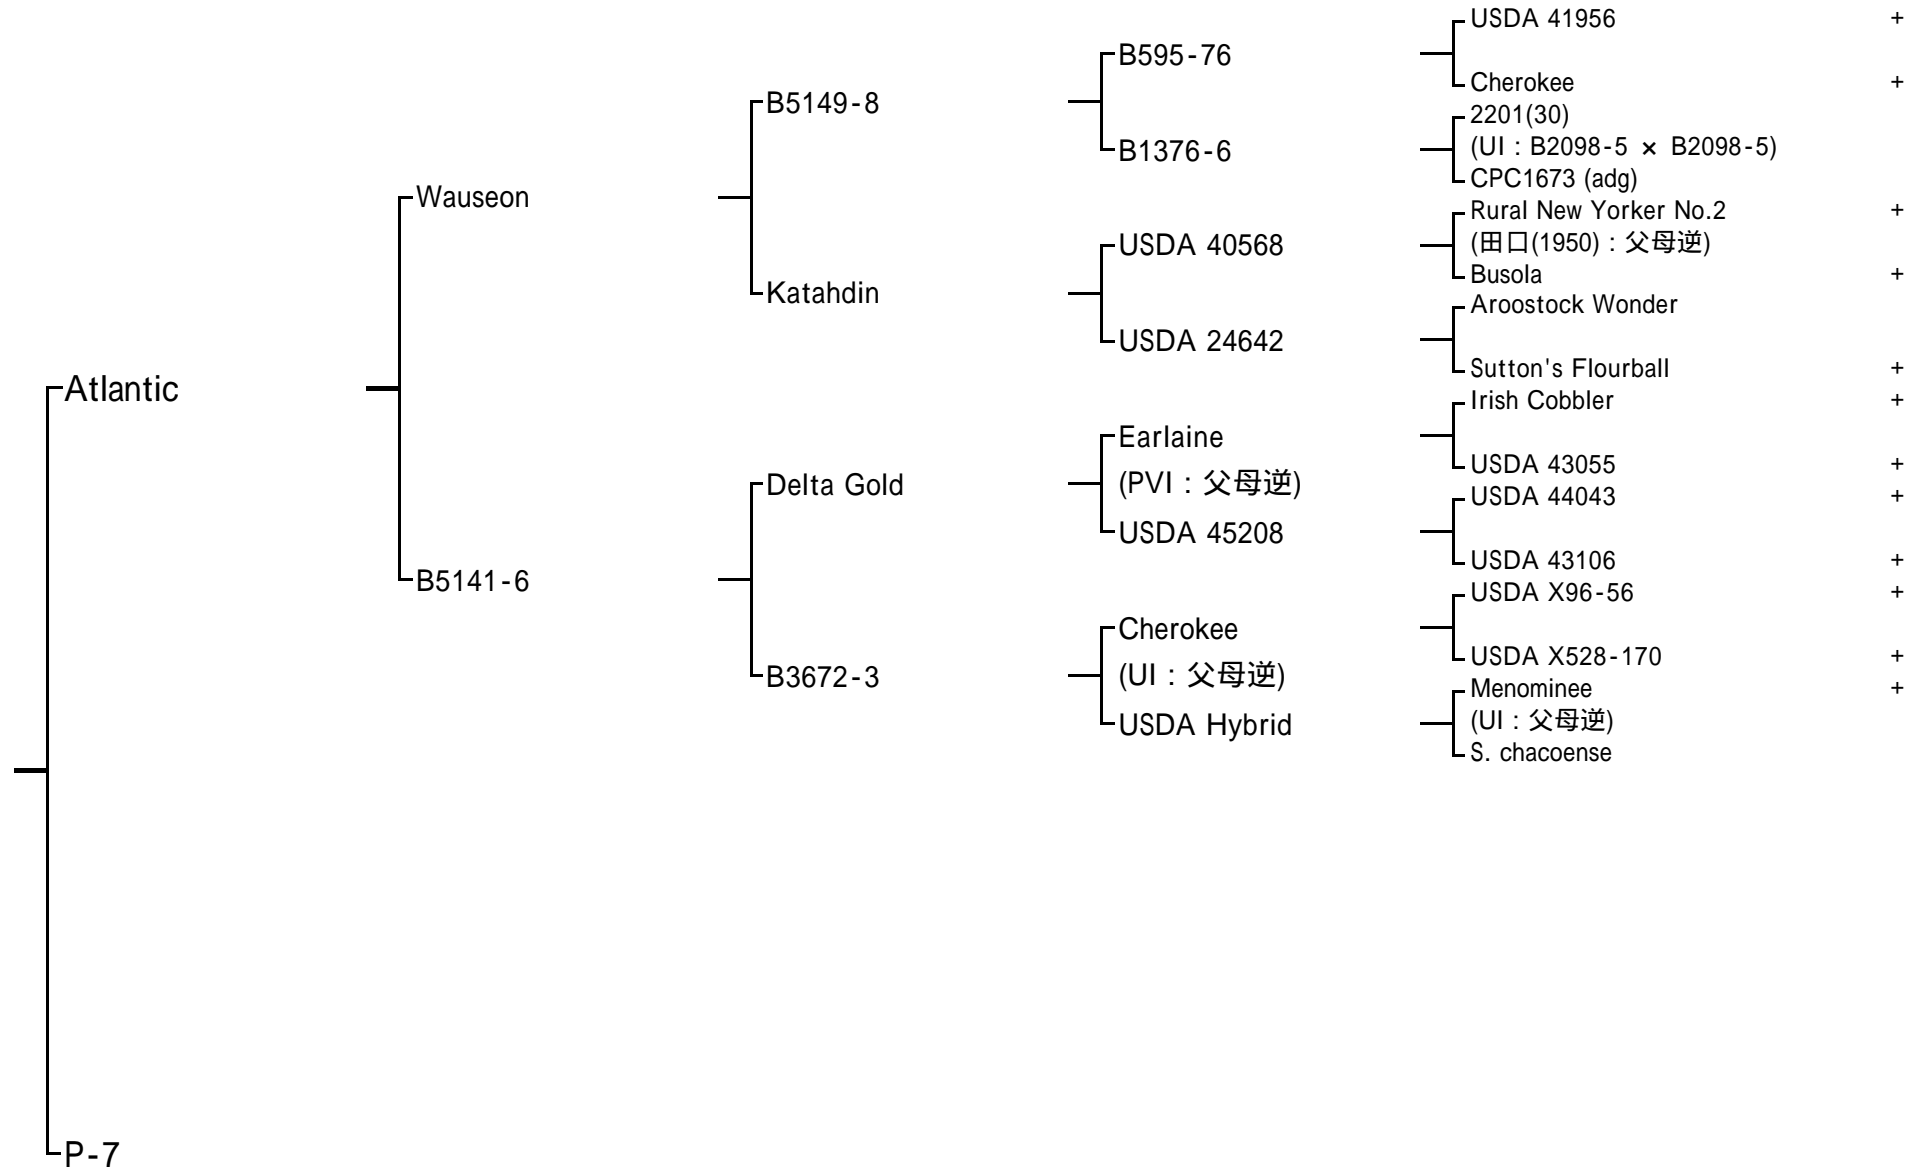 USDA 41956 +
B595-76
Cherokee +
B5149-8
2201(30)
(UI : B2098-5 × B2098-5)
B1376-6
CPC1673 (adg)
Wauseon
Rural New Yorker No.2 +
(田口(1950) : 父母逆)
USDA 40568
Busola +
Katahdin
Aroostock Wonder
USDA 24642
Sutton's Flourball +
Atlantic
Irish Cobbler +
Earlaine
USDA 43055 +
(PVI : 父母逆)
Delta Gold
USDA 44043 +
USDA 45208
USDA 43106 +
B5141-6
USDA X96-56 +
Cherokee
USDA X528-170 +
(UI : 父母逆)
B3672-3
Menominee +
(UI : 父母逆)
USDA Hybrid
S. chacoense
P-7